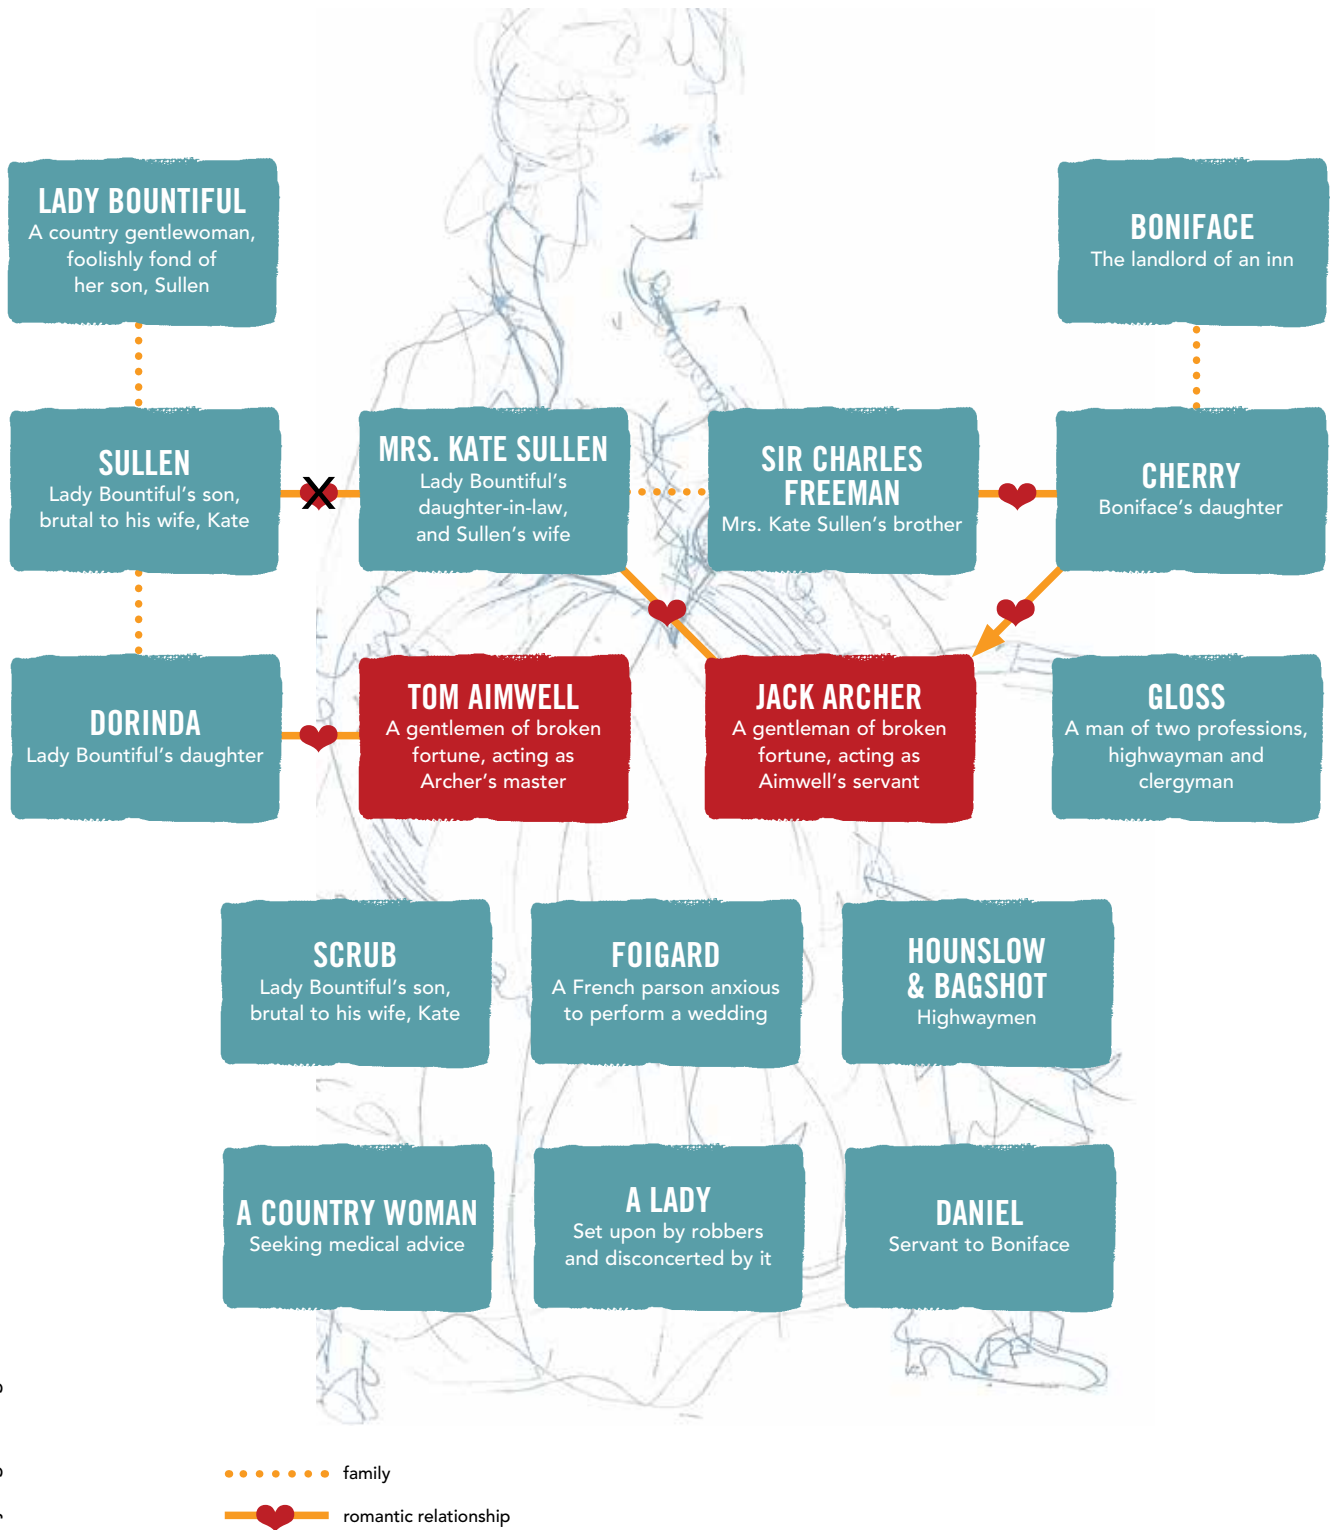 LADY BOUNTIFUL
A country gentlewoman,
foolishly fond of
her son, Sullen
BONIFACE
The landlord of an inn
SULLEN
Lady Bountiful's son,
brutal to his wife, Kate
X
MRS. KATE SULLEN
Lady Bountiful's
daughter-in-law,
and Sullen's wife
SIR CHARLES
FREEMAN
Mrs. Kate Sullen's brother
CHERRY
Boniface's daughter
DORINDA
Lady Bountiful's daughter
TOM AIMWELL
A gentlemen of broken
fortune, acting as
Archer's master
JACK ARCHER
A gentleman of broken
fortune, acting as
Aimwell's servant
GLOSS
A man of two professions,
highwayman and
clergyman
SCRUB
Lady Bountiful's son,
brutal to his wife, Kate
FOIGARD
A French parson anxious
to perform a wedding
HOUNSLOW
& BAGSHOT
Highwaymen
A COUNTRY WOMAN
Seeking medical advice
A LADY
Set upon by robbers
and disconcerted by it
DANIEL
Servant to Boniface
family
romantic relationship